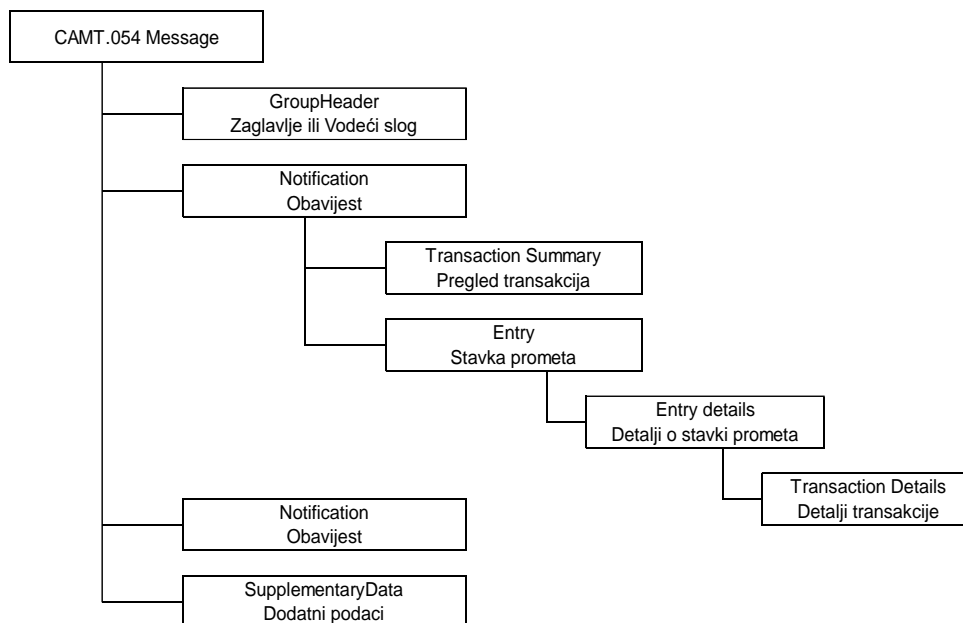 CAMT.054 Message
GroupHeader
Zaglavlje ili Vodeći slog
Notification
Obavijest
Transaction Summary
Pregled transakcija
Entry
Stavka prometa
Entry details
Detalji o stavki prometa
Transaction Details
Detalji transakcije
Notification
Obavijest
SupplementaryData
Dodatni podaci